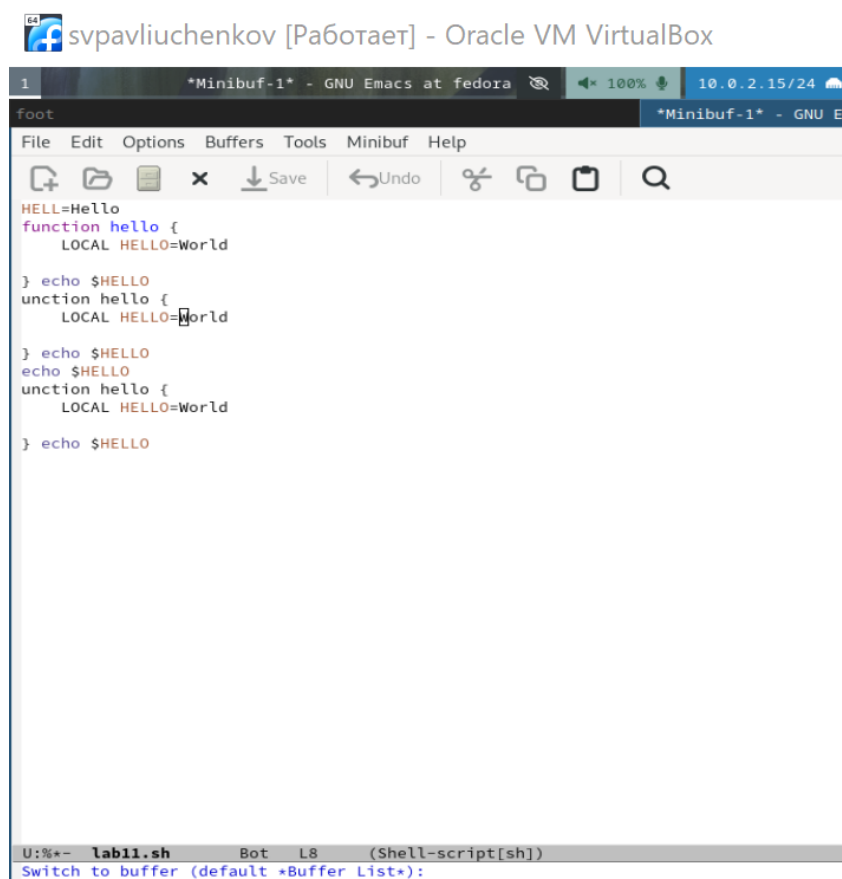 64
svpavliuchenkov [Работает] - Oracle VM VirtualBox
1 *Minibuf-1* - GNU Emacs at fedora 100% 10.0.2.15/24
foot *Minibuf-1* - GNU E
File Edit Options Buffers Tools Minibuf Help
Save Undo
HELL=Hello
function hello {
    LOCAL HELLO=World
} echo $HELLO
unction hello {
    LOCAL HELLO=World
} echo $HELLO
echo $HELLO
unction hello {
    LOCAL HELLO=World
} echo $HELLO
U:%*- lab11.sh Bot L8 (Shell-script[sh])
Switch to buffer (default *Buffer List*):